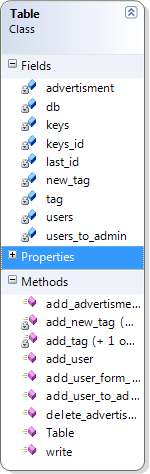 Table
Class
Fields
advertisment
db
keys
keys_id
last_id
new_tag
tag
users
users_to_admin
Properties
Methods
add_advertisme...
add_new_tag (...
add_tag (+ 1 o...
add_user
add_user_form_...
add_user_to_ad...
delete_advertis...
Table
write